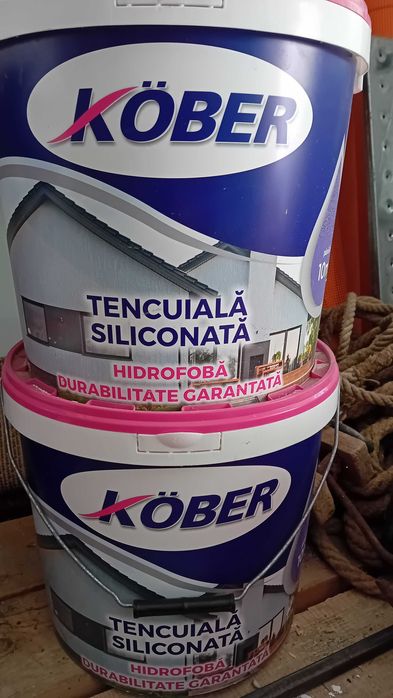 KÖBER
TENCUIALĂ
SILICONATĂ
HIDROFOBĂ
DURABILITATE GARANTATĂ
KÖBER
TENCUIALĂ
SILICONATĂ
HIDROFOBĂ
DURABILITATE GARANTATĂ